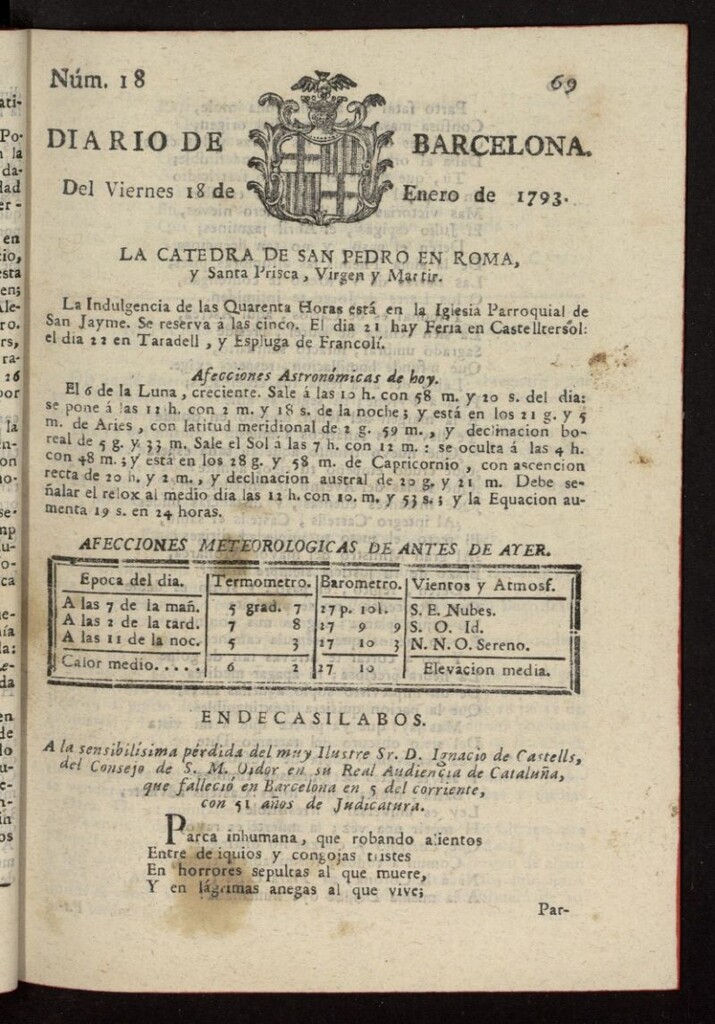 Núm. 18
69
DIARIO DE BARCELONA.
Del Viernes 18 de Enero de 1793.
LA CATEDRA DE SAN PEDRO EN ROMA,
y Santa Prisca, Virgen y Martir.
La Indulgencia de las Quarenta Horas está en la Iglesia Parroquial de
San Jayme. Se reserva á las cinco. El dia 21 hay Feria en Castelltersól:
el dia 22 en Taradell, y Espluga de Francolí.
Afecciones Astronómicas de hoy.
El 6 de la Luna, creciente. Sale á las 10 h. con 58 m. y 20 s. del dia:
se pone á las 12 h. con 2 m. y 18 s. de la noche; y está en los 21 g. y 5
m. de Aries, con latitud meridional de 2 g. 59 m., y declinacion bo-
real de 5 g. y 33 m. Sale el Sol á las 7 h. con 12 m.: se oculta á las 4 h.
con 48 m.; y está en los 28 g. y 58 m. de Capricornio, con ascencion
recta de 20 h. y 2 m., y declinacion austral de 20 g. y 21 m. Debe se-
ñalar el relox al medio dia las 12 h. con 10. m. y 53 s.; y la Equacion au-
menta 19 s. en 24 horas.
AFECCIONES METEOROLOGICAS DE ANTES DE AYER.
Epoca del dia. Termometro. Barometro. Vientos y Atmosf.
A las 7 de la mañ. 5 grad. 7 27 p. 10l. S. E. Nubes.
A las 2 de la tard. 7 8 27 9 9 S. O. Id.
A las 11 de la noc. 5 3 27 10 3 N. N. O. Sereno.
Calor medio..... 6 2 27 10 Elevacion media.
ENDECASILABOS.
A la sensibilísima pérdida del muy Ilustre Sr. D. Ignacio de Castells,
del Consejo de S. M. Oidor en su Real Audiencia de Cataluña,
que falleció en Barcelona en 5 del corriente,
con 51 años de Judicatura.
Parca inhumana, que robando alientos
Entre deliquios y congojas tristes
En horrores sepultas al que muere,
Y en lágrimas anegas al que vive;
Par-